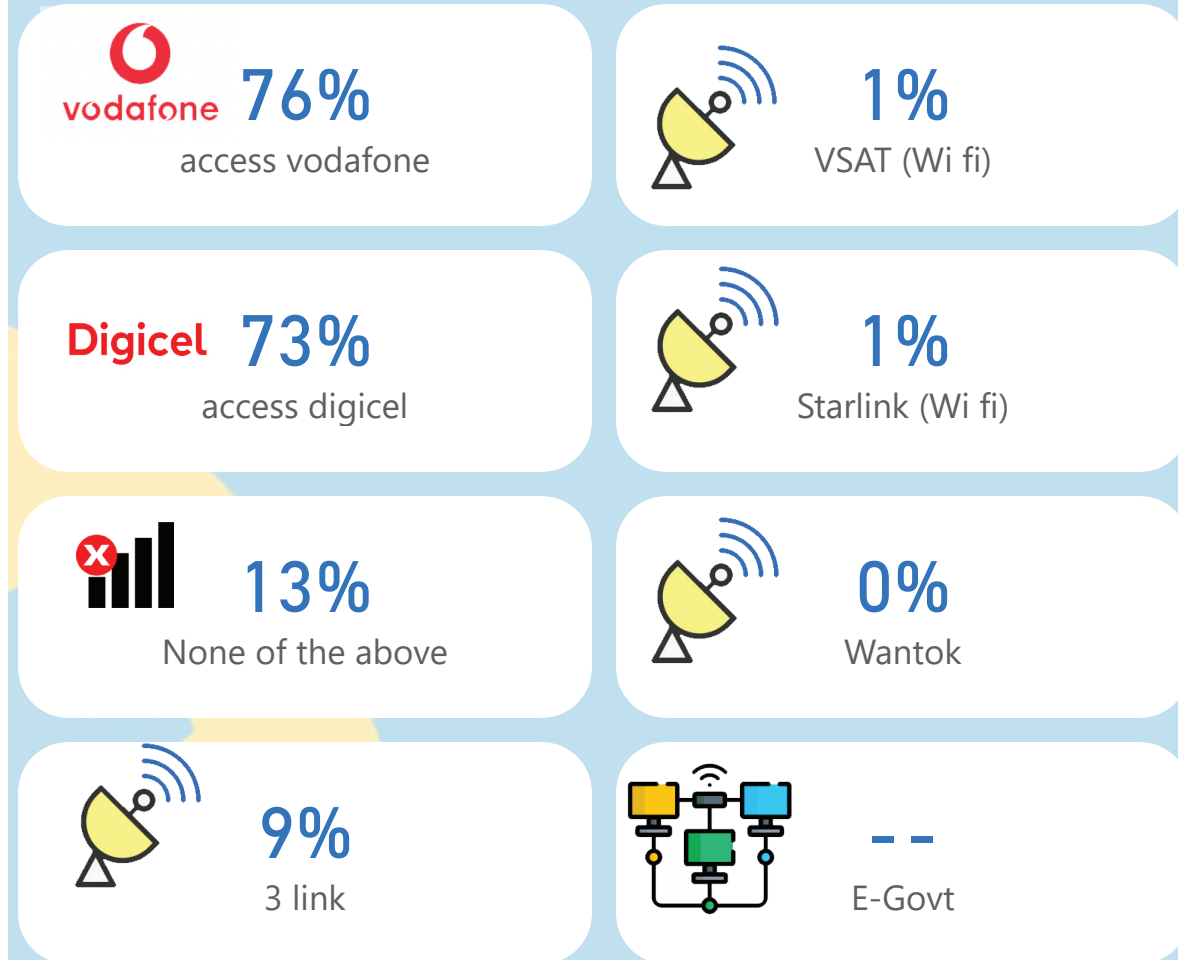 vodafone
76%
access vodafone
1%
VSAT (Wi fi)
Digicel
73%
access digicel
1%
Starlink (Wi fi)
X
13%
None of the above
0%
Wantok
9%
3 link
--
E-Govt